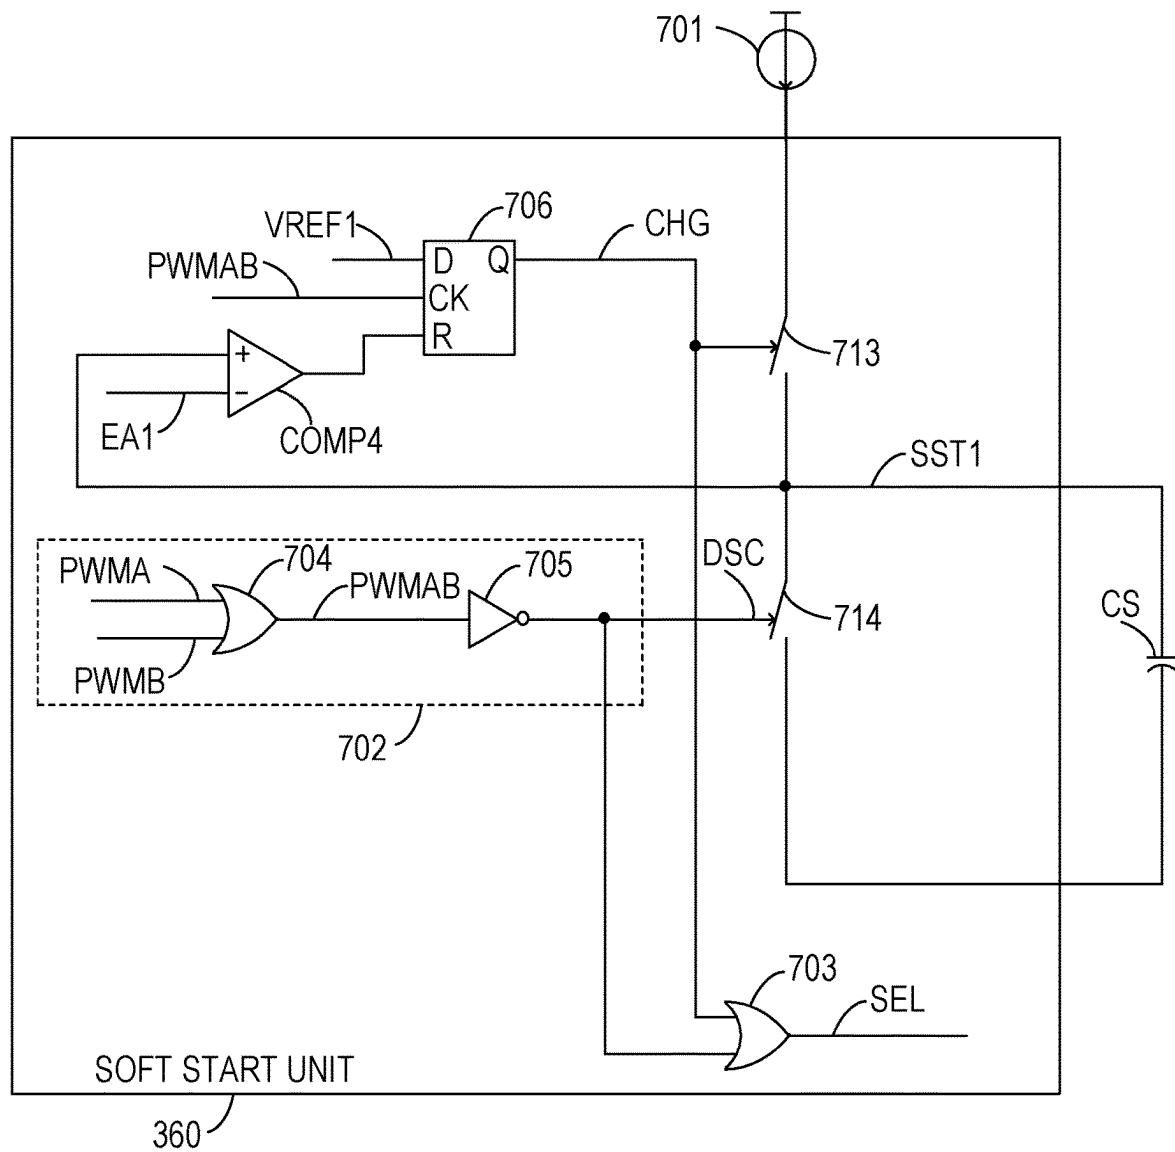 701
706
VREF1
CHG
D Q
PWMAB
CK
R
+
713
-
EA1
COMP4
SST1
704
705
DSC
PWMA
PWMAB
CS
714
PWMB
702
703
SEL
SOFT START UNIT
360